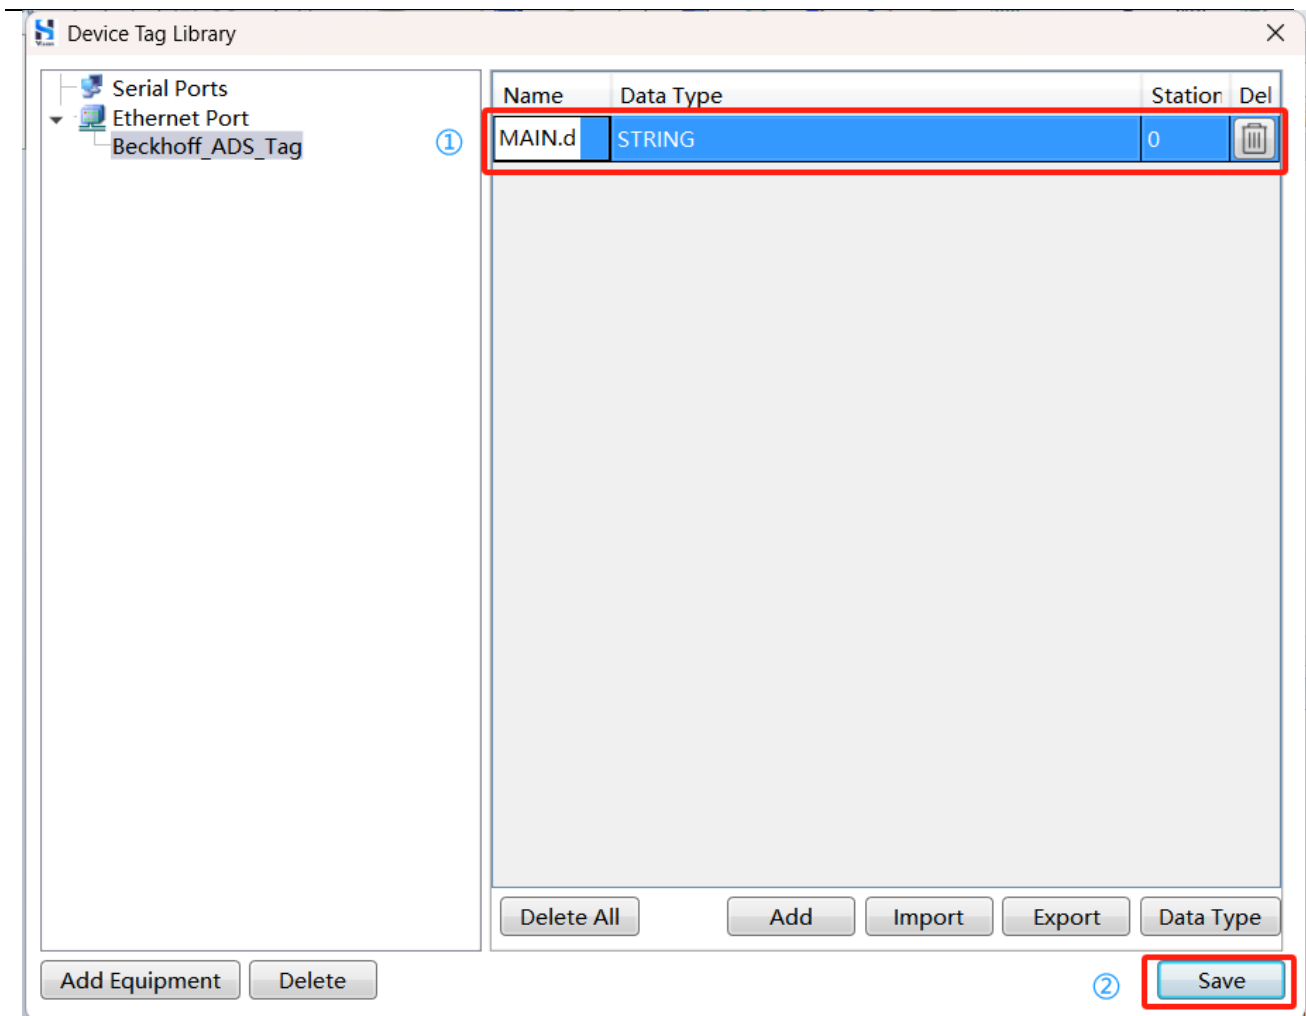 Device Tag Library
Serial Ports
Ethernet Port
Beckhoff_ADS_Tag
①
Name Data Type Station Del
MAIN.d STRING 0
Delete All Add Import Export Data Type
Add Equipment Delete ② Save